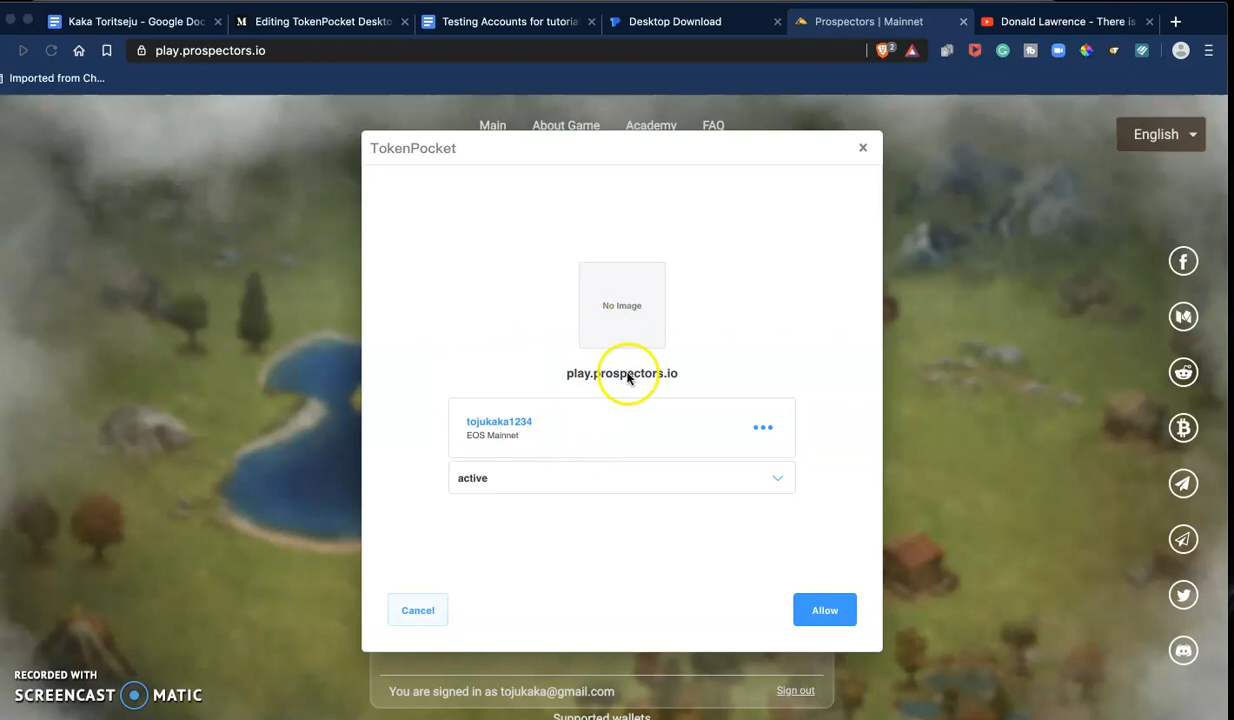 Kaka Toritseju - Google Doc
Editing TokenPocket Deskto
Testing Accounts for tutoria
Desktop Download
Prospectors | Mainnet
Donald Lawrence - There is
play.prospectors.io
2
Imported from Ch...
Main
About Game
Academy
FAQ
English
TokenPocket
No Image
play.prospectors.io
tojukaka1234
EOS Mainnet
active
Cancel
Allow
RECORDED WITH
SCREENCAST MATIC
You are signed in as tojukaka@gmail.com
Sign out
Supported wallets